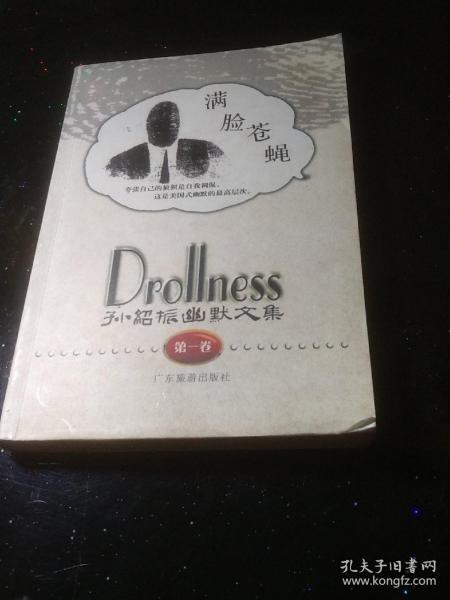 满脸苍蝇
夸张自己的狼狈是自我调侃，
这是美国式幽默的最高层次。
Drollness
孙绍振幽默文集
第一卷
广东旅游出版社
孔夫子旧书网
www.kongfz.com